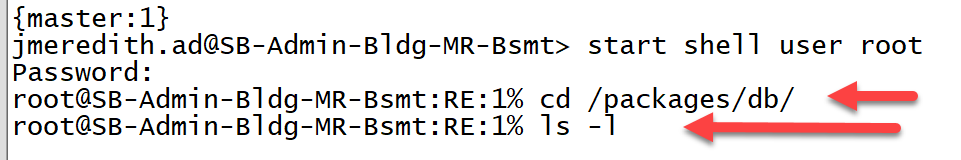 {master:1}
jmeredith.ad@SB-Admin-Bldg-MR-Bsmt> start shell user root
Password:
root@SB-Admin-Bldg-MR-Bsmt:RE:1% cd /packages/db/
root@SB-Admin-Bldg-MR-Bsmt:RE:1% ls -l